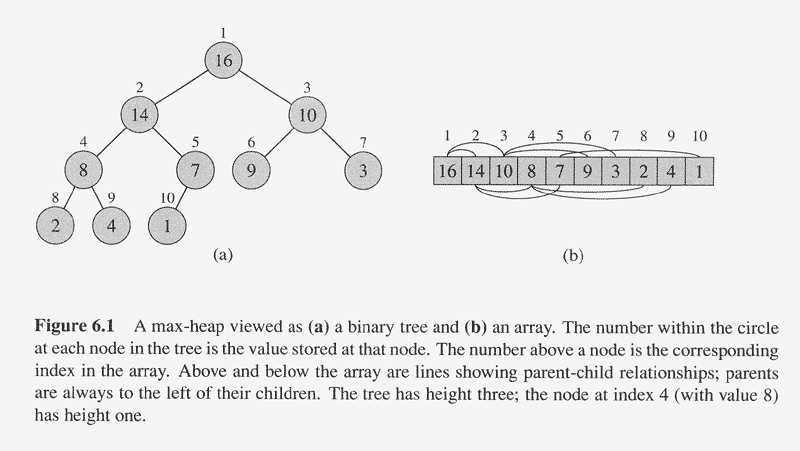 1
16
2
3
14
10
4
5
6
7
8
7
9
3
8
9
10
2
4
1
(a)
1 2 3 4 5 6 7 8 9 10
16 14 10 8 7 9 3 2 4 1
(b)
Figure 6.1 A max-heap viewed as (a) a binary tree and (b) an array. The number within the circle
at each node in the tree is the value stored at that node. The number above a node is the corresponding
index in the array. Above and below the array are lines showing parent-child relationships; parents
are always to the left of their children. The tree has height three; the node at index 4 (with value 8)
has height one.